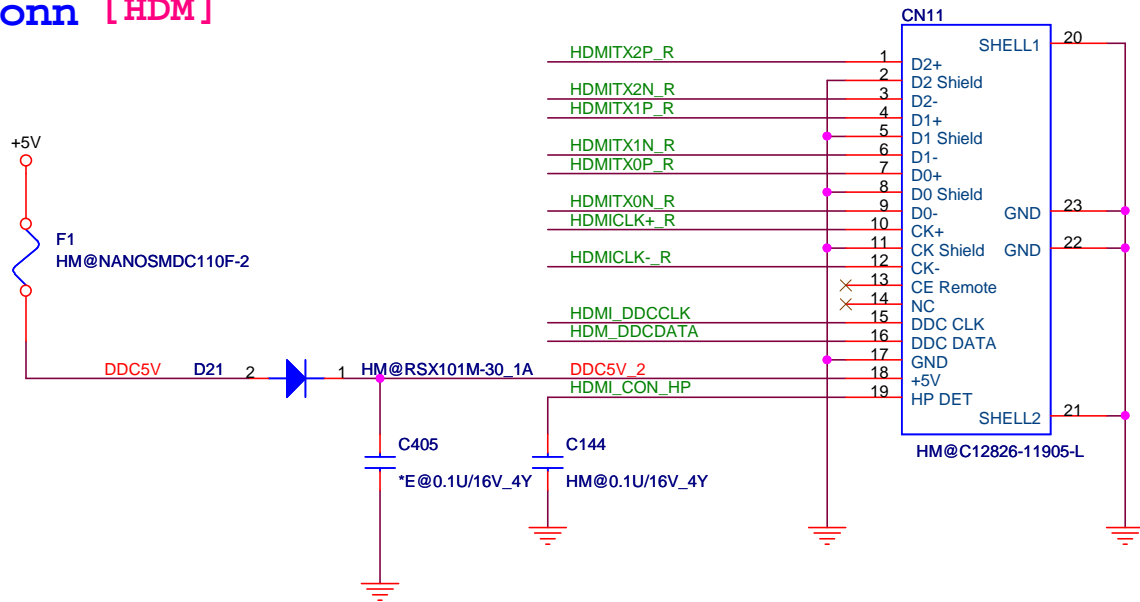 onn [HDM]
CN11
SHELL1 20
HDMITX2P_R 1 D2+
2 D2 Shield
HDMITX2N_R 3 D2-
HDMITX1P_R 4 D1+
5 D1 Shield
HDMITX1N_R 6 D1-
HDMITX0P_R 7 D0+
8 D0 Shield
HDMITX0N_R 9 D0- GND 23
HDMICLK+_R 10 CK+
11 CK Shield GND 22
HDMICLK-_R 12 CK-
13 CE Remote
14 NC
HDMI_DDCCLK 15 DDC CLK
HDM_DDCDATA 16 DDC DATA
17 GND
DDC5V_2 18 +5V
HDMI_CON_HP 19 HP DET
SHELL2 21
HM@C12826-11905-L
+5V
F1
HM@NANOSMDC110F-2
DDC5V D21 2 1 HM@RSX101M-30_1A
C405
*E@0.1U/16V_4Y
C144
HM@0.1U/16V_4Y